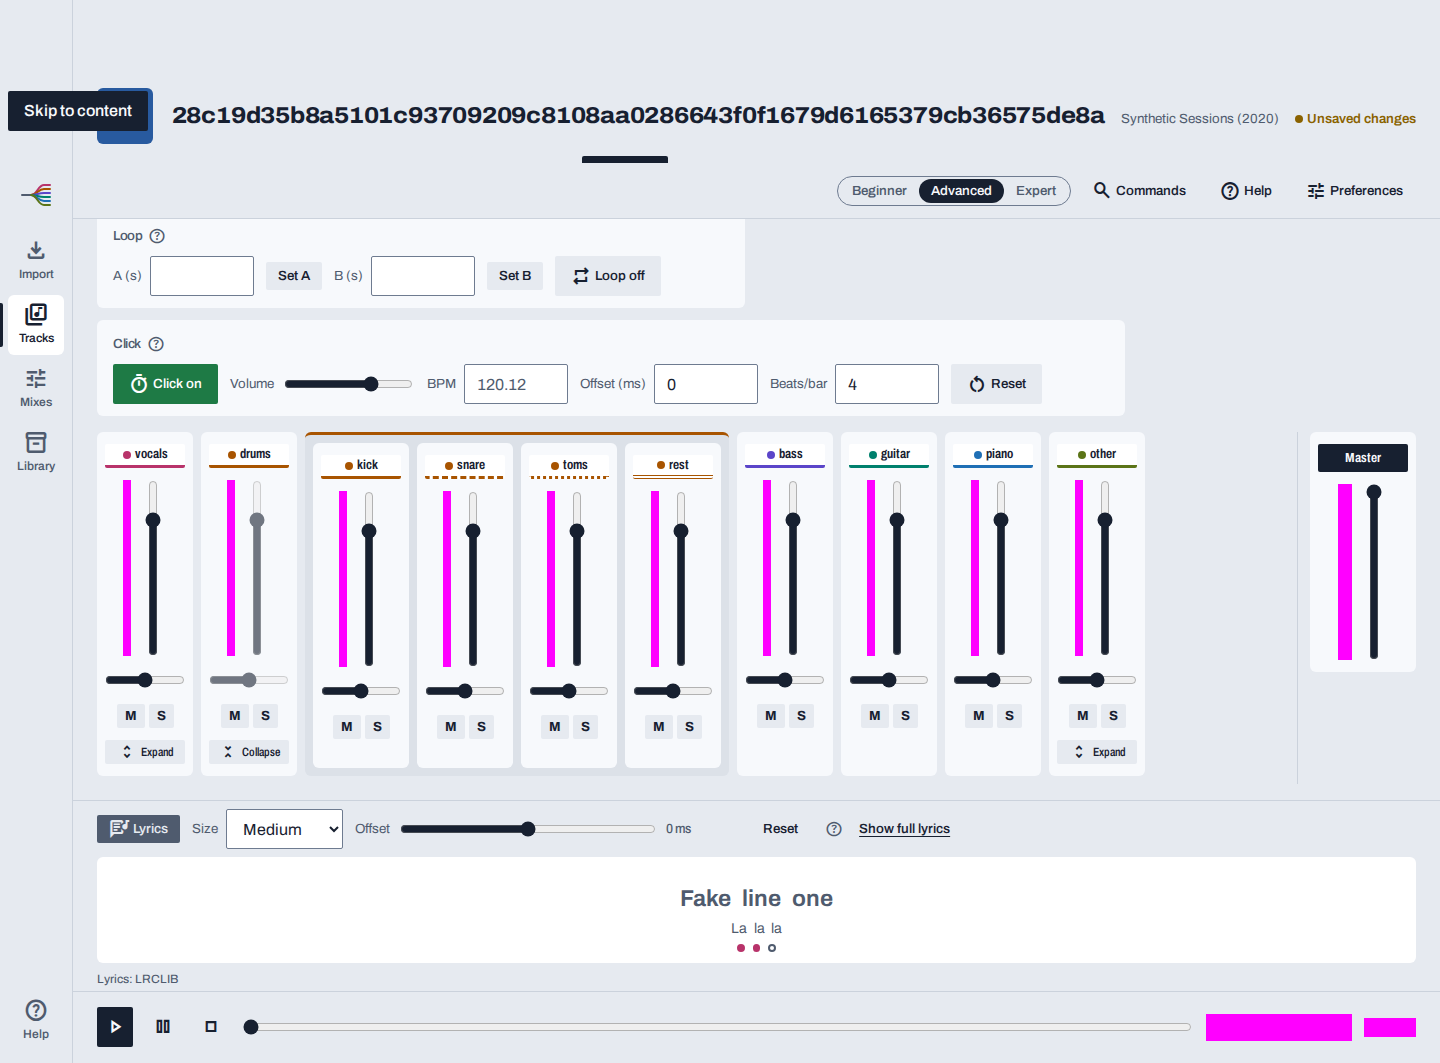 Skip to content
28c19d35b8a5101c93709209c8108aa0286643f0f1679d6165379cb36575de8a Synthetic Sessions (2020) Unsaved changes
Beginner Advanced Expert Commands Help Preferences
Import
Tracks
Mixes
Library
Help
Loop
A (s) Set A B (s) Set B Loop off
Click
Click on Volume BPM 120.12 Offset (ms) 0 Beats/bar 4 Reset
vocals drums kick snare toms rest bass guitar piano other Master
M S M S M S M S M S M S M S M S M S M S
Expand Collapse Expand
Lyrics Size Medium Offset 0 ms Reset Show full lyrics
Fake line one
La la la
Lyrics: LRCLIB